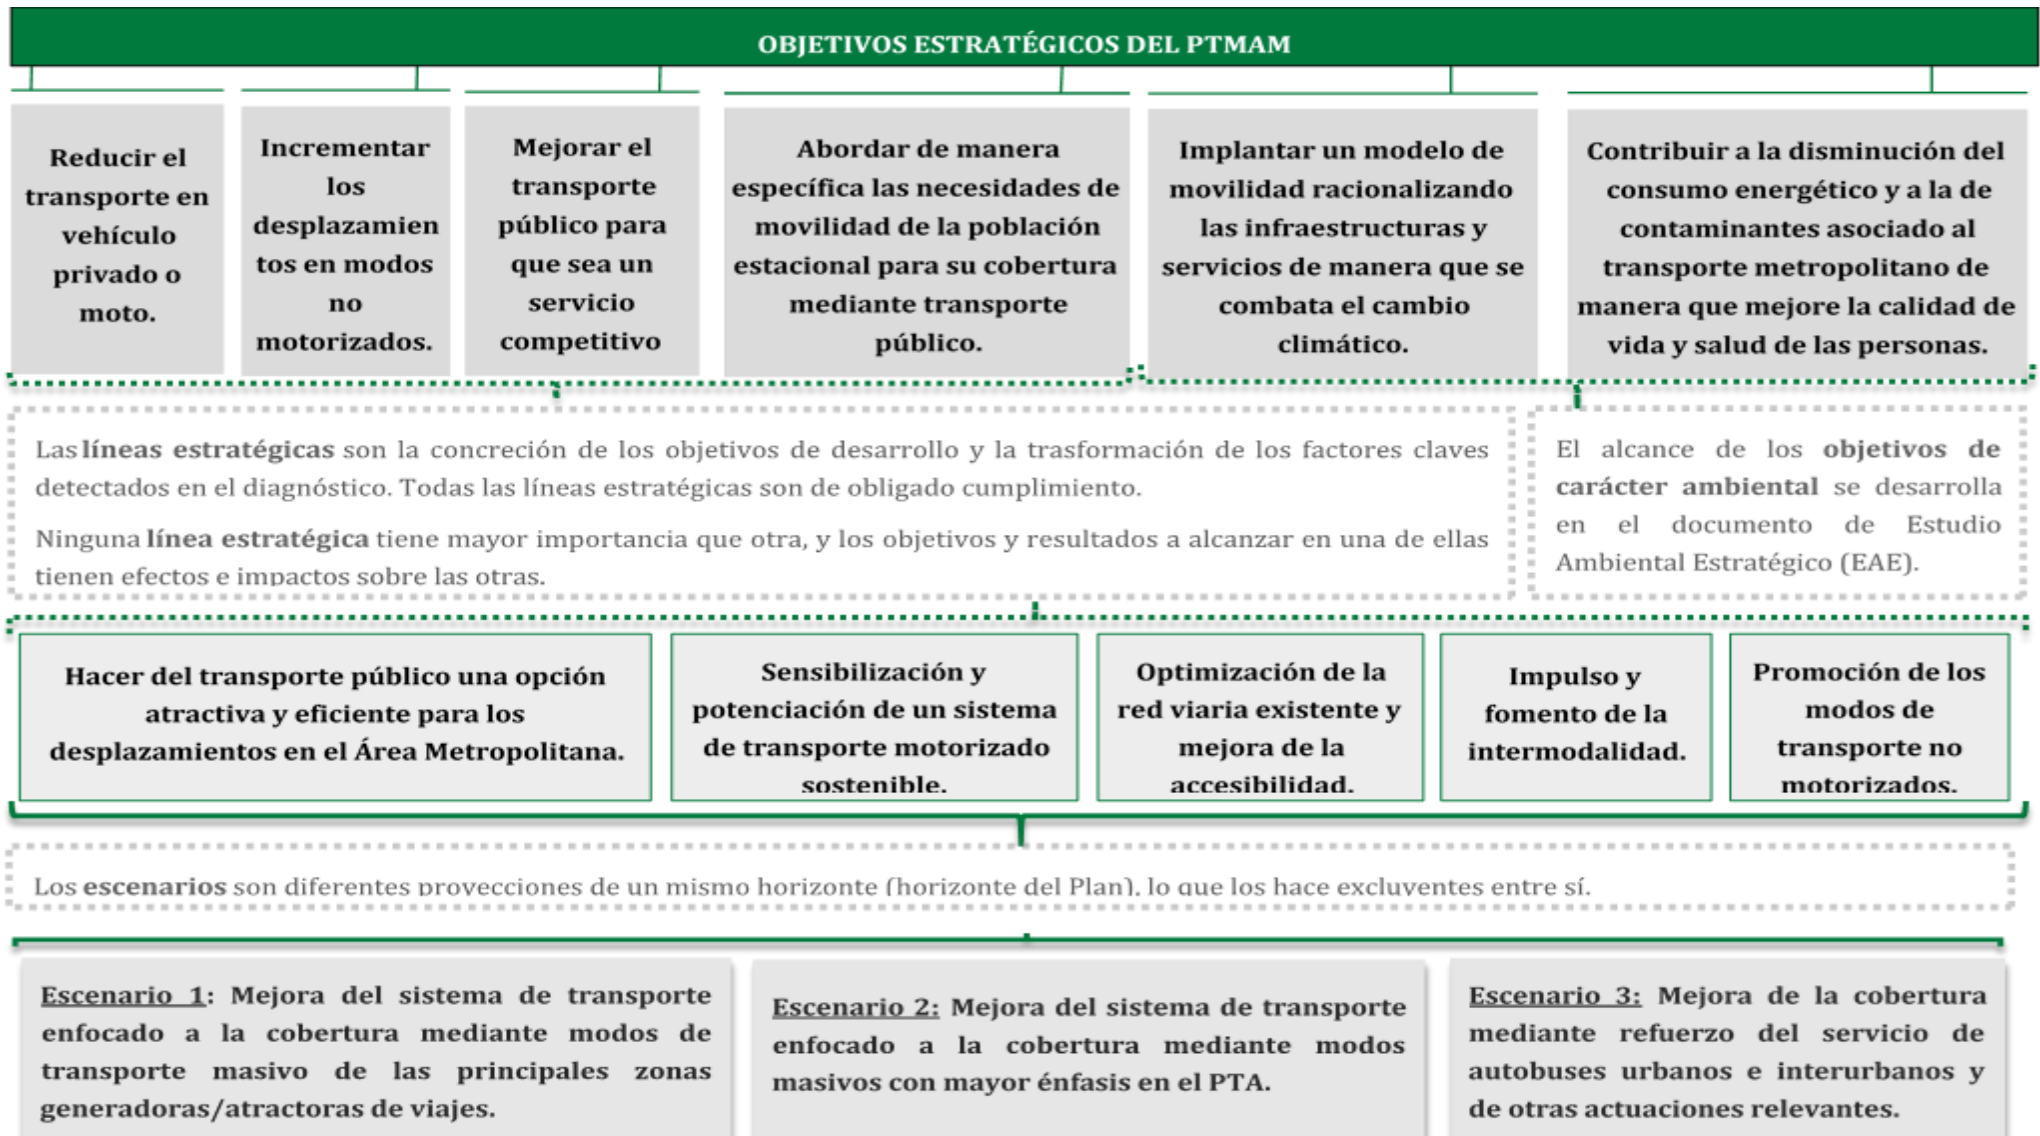 OBJETIVOS ESTRATÉGICOS DEL PTMAM
Reducir el
transporte en
vehículo
privado o
moto.
Incrementar
los
desplazamien
tos en modos
no
motorizados.
Mejorar el
transporte
público para
que sea un
servicio
competitivo
Abordar de manera
específica las necesidades de
movilidad de la población
estacional para su cobertura
mediante transporte
público.
Implantar un modelo de
movilidad racionalizando
las infraestructuras y
servicios de manera que se
combata el cambio
climático.
Contribuir a la disminución del
consumo energético y a la de
contaminantes asociado al
transporte metropolitano de
manera que mejore la calidad de
vida y salud de las personas.
Las líneas estratégicas son la concreción de los objetivos de desarrollo y la trasformación de los factores claves
detectados en el diagnóstico. Todas las líneas estratégicas son de obligado cumplimiento.
Ninguna línea estratégica tiene mayor importancia que otra, y los objetivos y resultados a alcanzar en una de ellas
tienen efectos e impactos sobre las otras.
El alcance de los objetivos de
carácter ambiental se desarrolla
en el documento de Estudio
Ambiental Estratégico (EAE).
Hacer del transporte público una opción
atractiva y eficiente para los
desplazamientos en el Área Metropolitana.
Sensibilización y
potenciación de un sistema
de transporte motorizado
sostenible.
Optimización de la
red viaria existente y
mejora de la
accesibilidad.
Impulso y
fomento de la
intermodalidad.
Promoción de los
modos de
transporte no
motorizados.
Los escenarios son diferentes proyecciones de un mismo horizonte (horizonte del Plan), lo que los hace excluyentes entre sí.
Escenario 1: Mejora del sistema de transporte
enfocado a la cobertura mediante modos de
transporte masivo de las principales zonas
generadoras/atractoras de viajes.
Escenario 2: Mejora del sistema de transporte
enfocado a la cobertura mediante modos
masivos con mayor énfasis en el PTA.
Escenario 3: Mejora de la cobertura
mediante refuerzo del servicio de
autobuses urbanos e interurbanos y
de otras actuaciones relevantes.